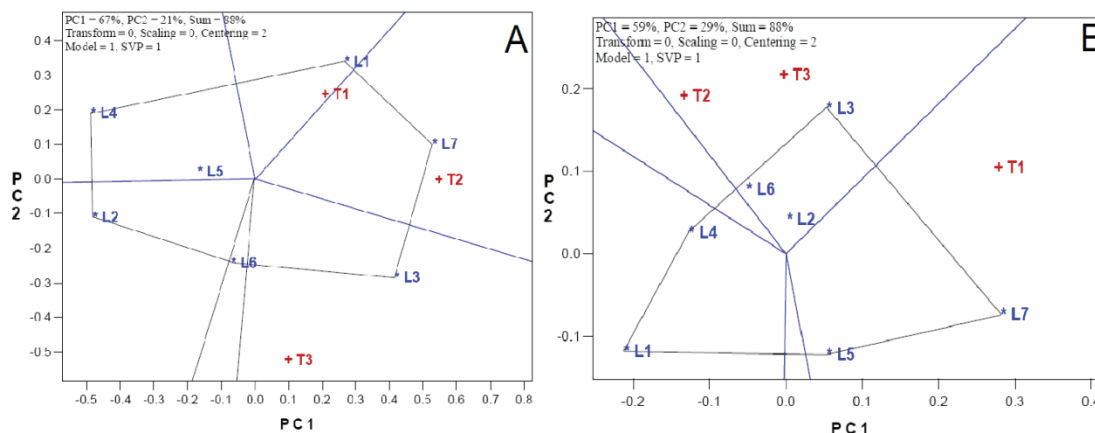 PC1 = 67%, PC2 = 21%, Sum = 88%
Transform = 0, Scaling = 0, Centering = 2
Model = 1, SVP = 1
A
0.4
0.3
0.2
0.1
0.0
-0.1
-0.2
-0.3
-0.4
-0.5
PC2
L1
T1
L4
L7
L5
T2
L2
L6
L3
T3
-0.5 -0.4 -0.3 -0.2 -0.1 0.0 0.1 0.2 0.3 0.4 0.5 0.6 0.7 0.8
PC1
PC1 = 59%, PC2 = 29%, Sum = 88%
Transform = 0, Scaling = 0, Centering = 2
Model = 1, SVP = 1
0.2
0.1
0.0
-0.1
PC2
T3
T2
L3
T1
L6
L2
L4
L7
L1
L5
-0.2 -0.1 0.0 0.1 0.2 0.3 0.4
PC1